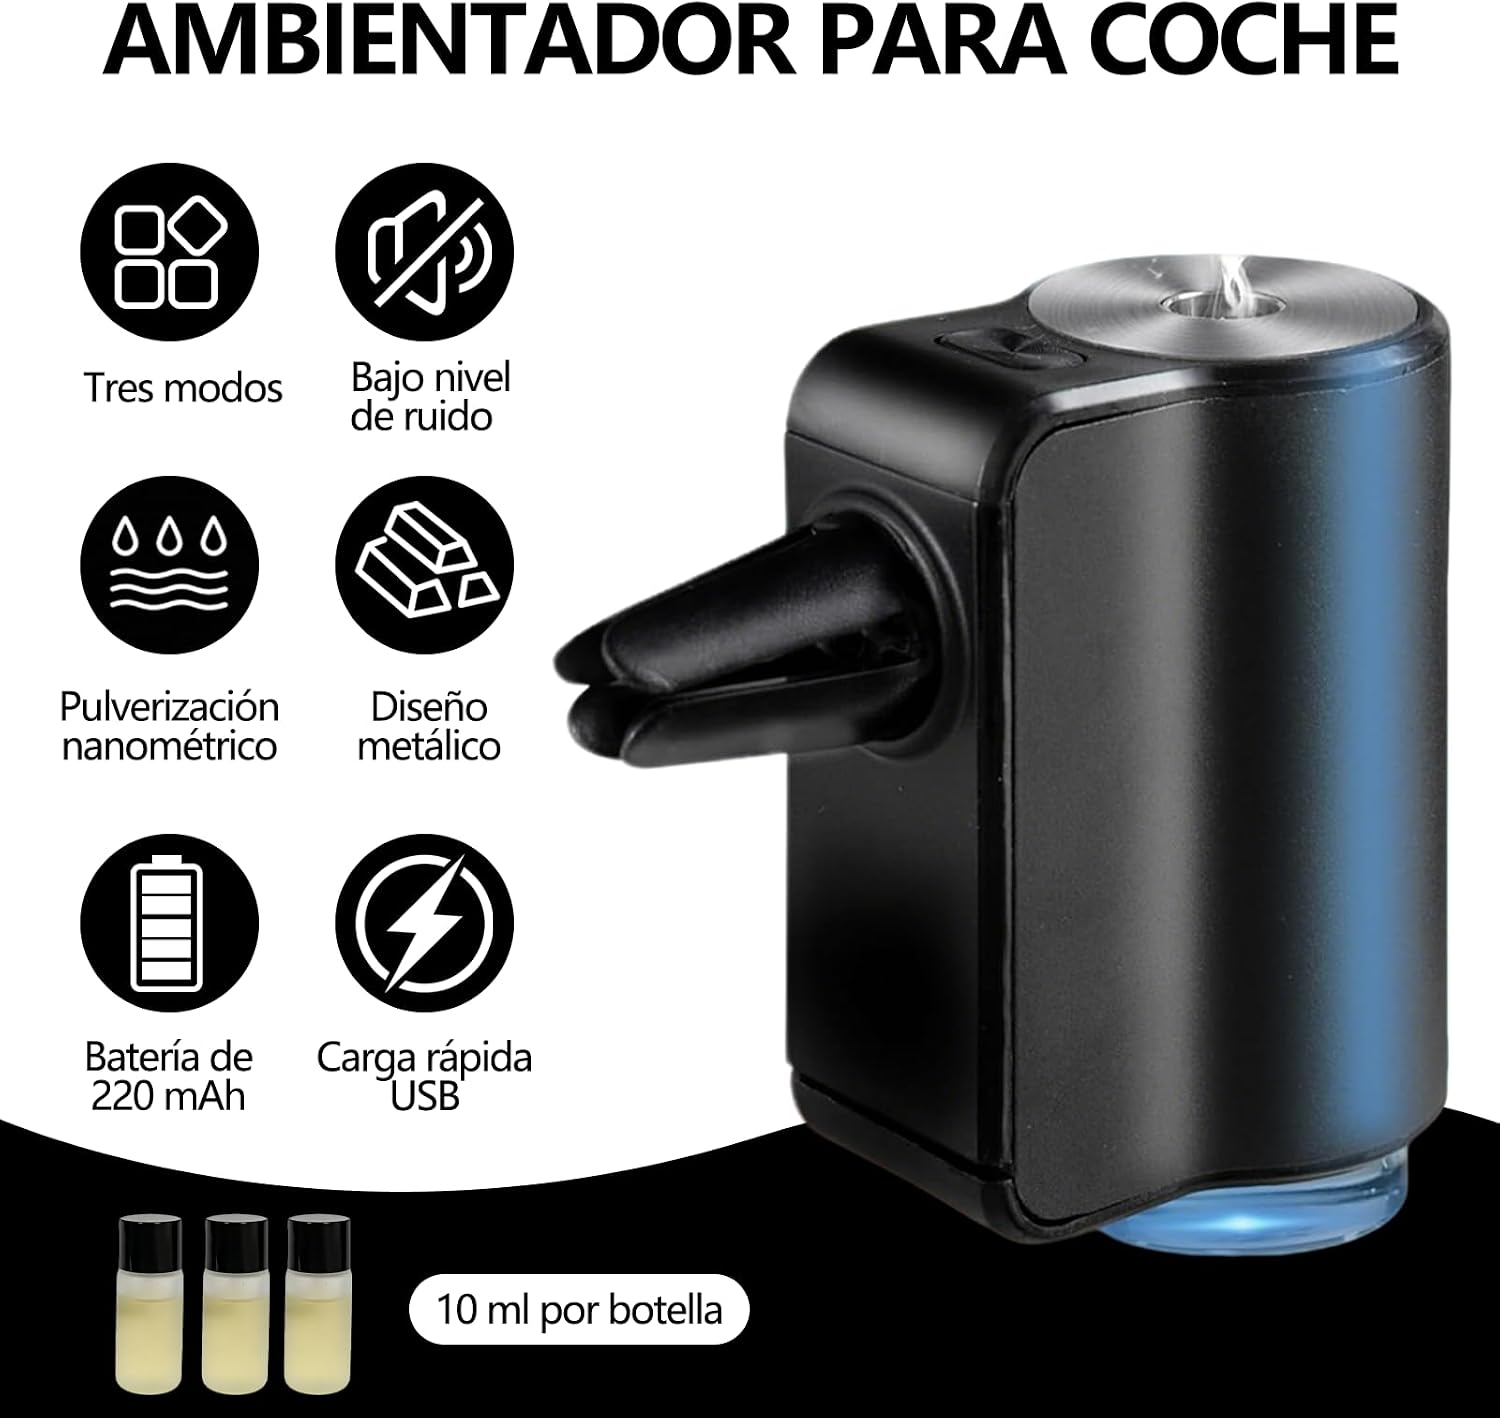 AMBIENTADOR PARA COCHE
Tres modos
Bajo nivel
de ruido
Pulverización
nanométrico
Diseño
metálico
Batería de
220 mAh
Carga rápida
USB
10 ml por botella